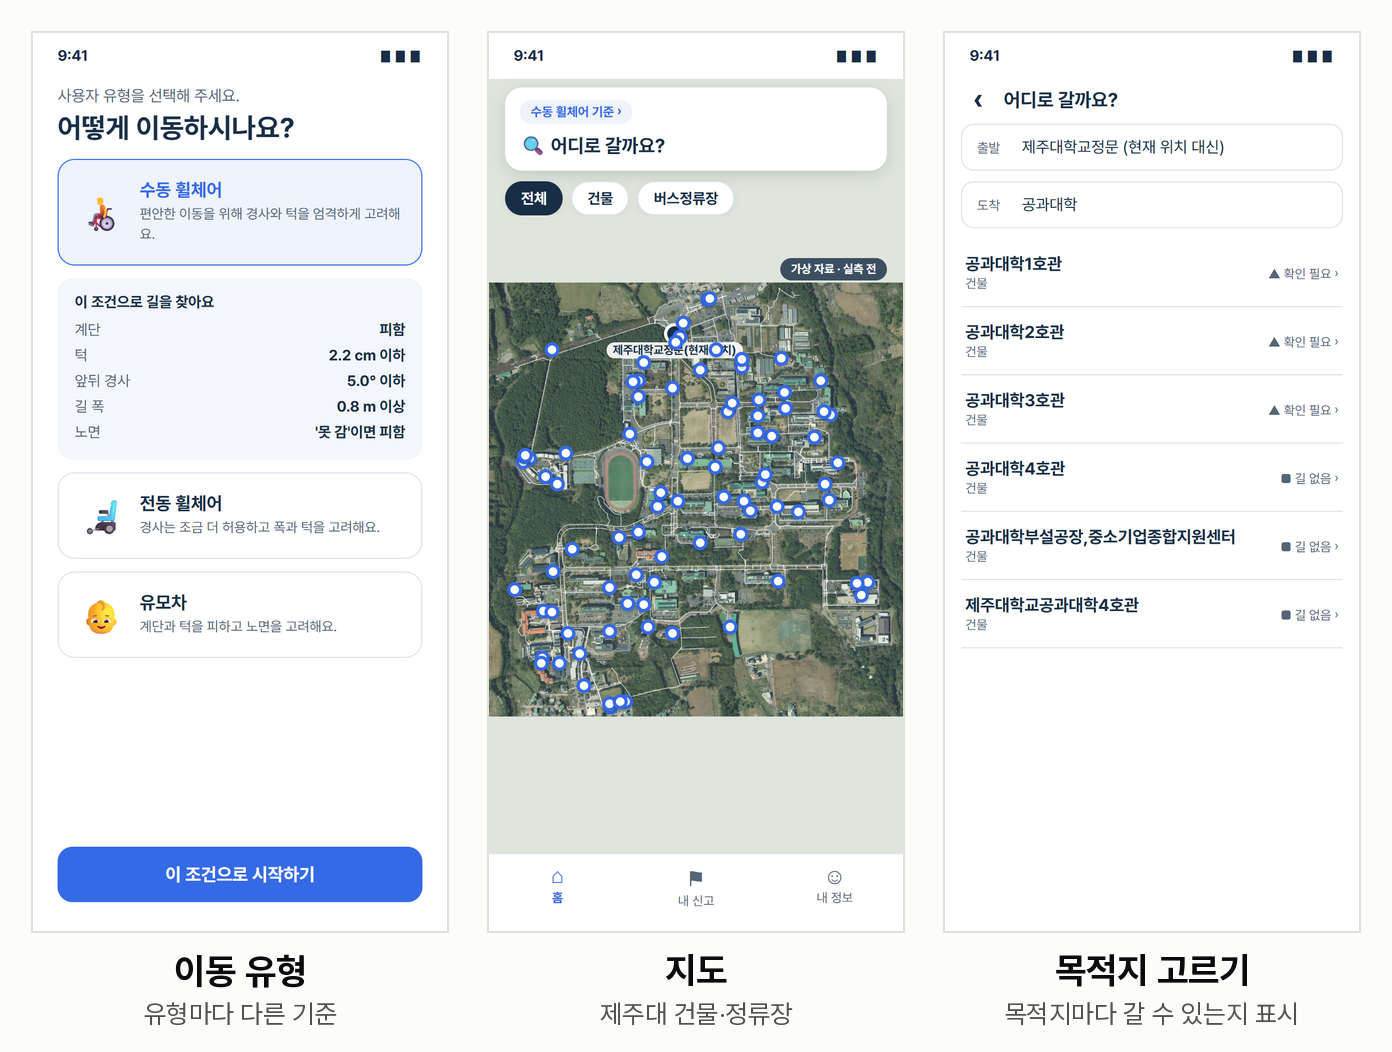 9:41
사용자 유형을 선택해 주세요.
어떻게 이동하시나요?
수동 휠체어
편안한 이동을 위해 경사와 턱을 엄격하게 고려해
요.
이 조건으로 길을 찾아요
계단 피함
턱 2.2 cm 이하
앞뒤 경사 5.0° 이하
길 폭 0.8 m 이상
노면 '못 감'이면 피함
전동 휠체어
경사는 조금 더 허용하고 폭과 턱을 고려해요.
유모차
계단과 턱을 피하고 노면을 고려해요.
이 조건으로 시작하기
이동 유형
유형마다 다른 기준
9:41
수동 휠체어 기준 ›
어디로 갈까요?
전체 건물 버스정류장
가상 자료 · 실측 전
제주대학교정문(현재 치)
홈 내 신고 내 정보
지도
제주대 건물·정류장
9:41
‹ 어디로 갈까요?
출발 제주대학교정문 (현재 위치 대신)
도착 공과대학
공과대학1호관
건물
▲ 확인 필요 ›
공과대학2호관
건물
▲ 확인 필요 ›
공과대학3호관
건물
▲ 확인 필요 ›
공과대학4호관
건물
■ 길 없음 ›
공과대학부설공장,중소기업종합지원센터
건물
■ 길 없음 ›
제주대학교공과대학4호관
건물
■ 길 없음 ›
목적지 고르기
목적지마다 갈 수 있는지 표시